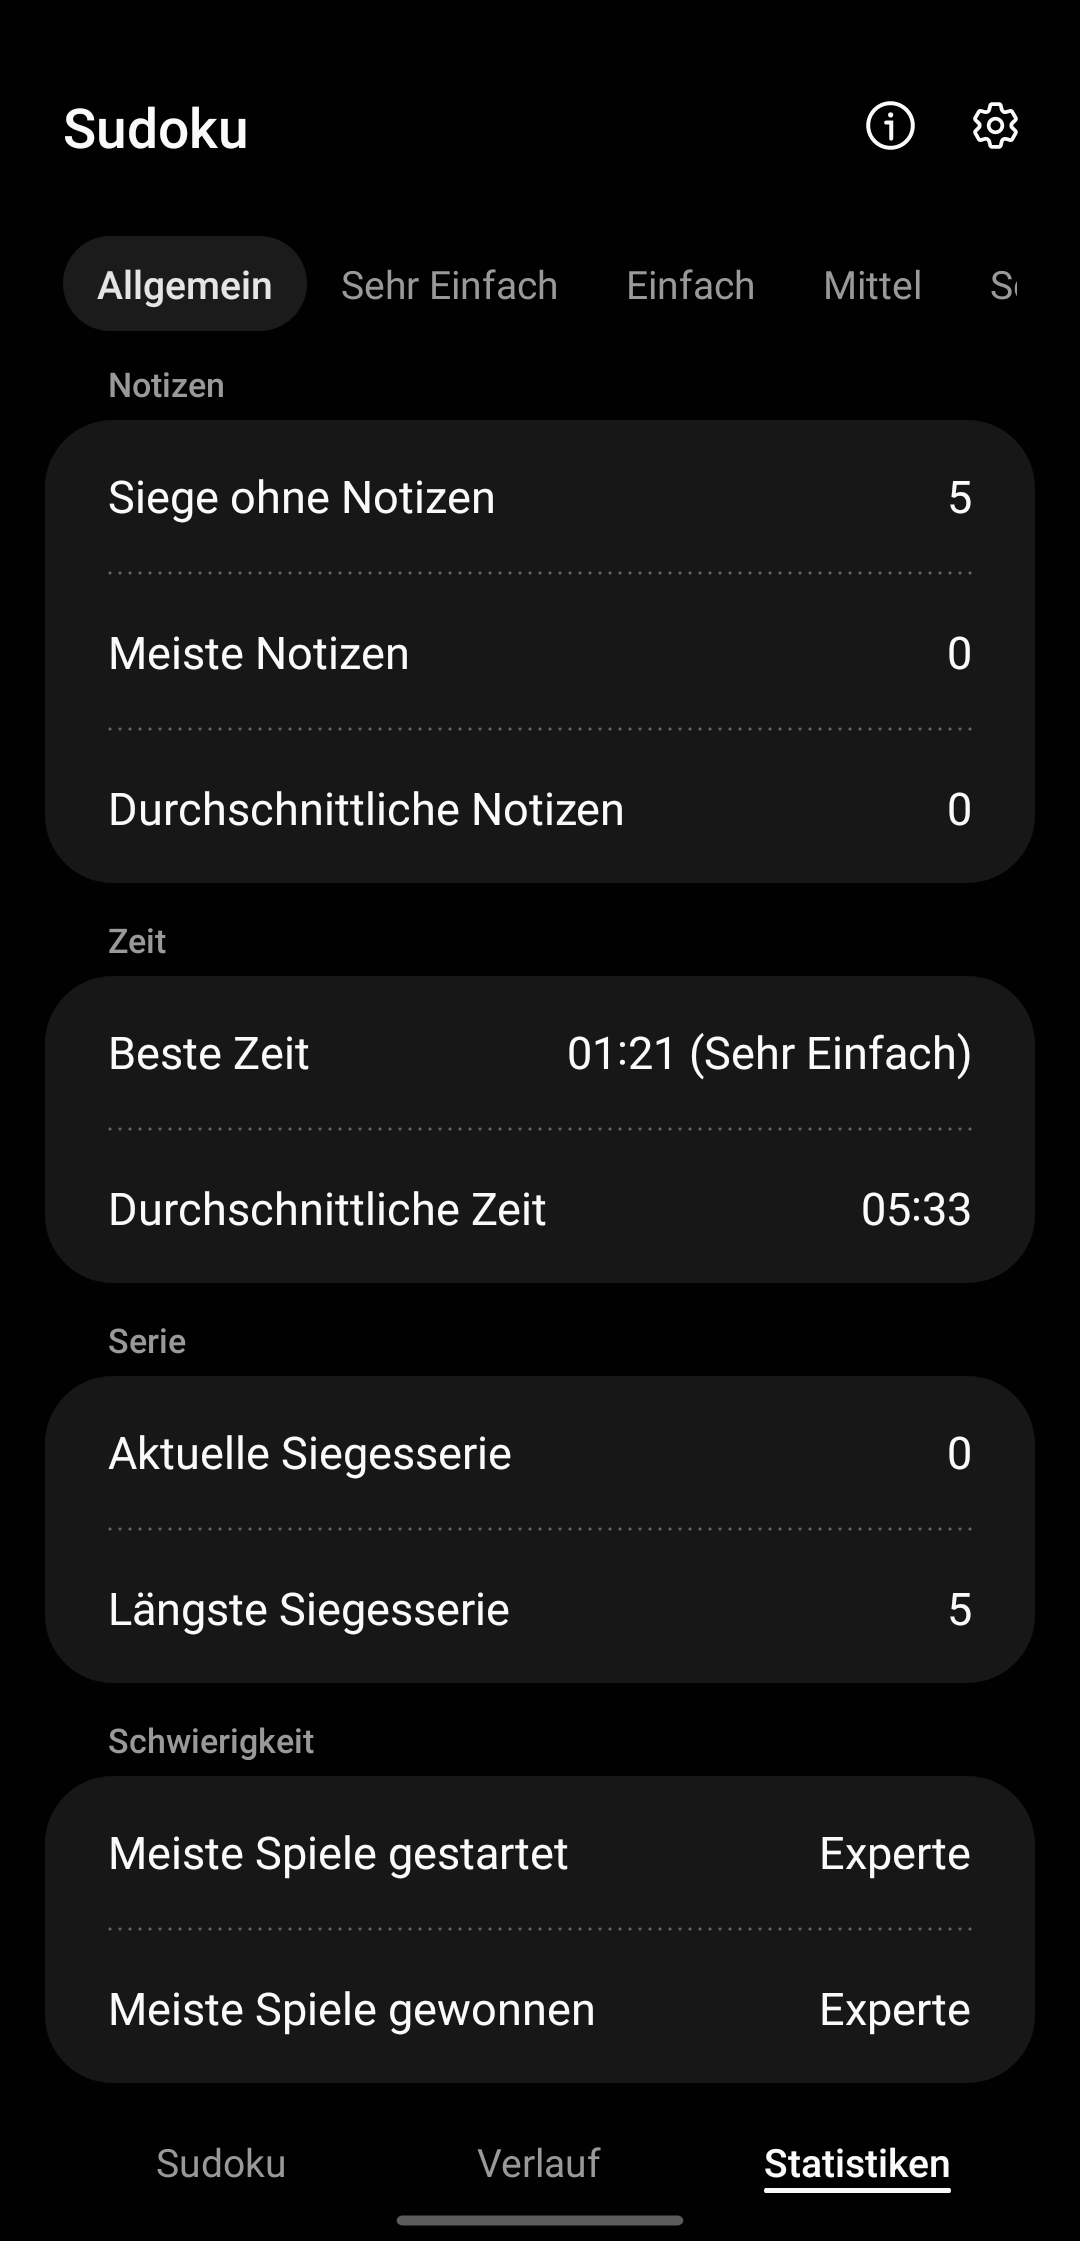 Sudoku
Allgemein Sehr Einfach Einfach Mittel
Notizen
Siege ohne Notizen 5
Meiste Notizen 0
Durchschnittliche Notizen 0
Zeit
Beste Zeit 01:21 (Sehr Einfach)
Durchschnittliche Zeit 05:33
Serie
Aktuelle Siegesserie 0
Längste Siegesserie 5
Schwierigkeit
Meiste Spiele gestartet Experte
Meiste Spiele gewonnen Experte
Sudoku Verlauf Statistiken